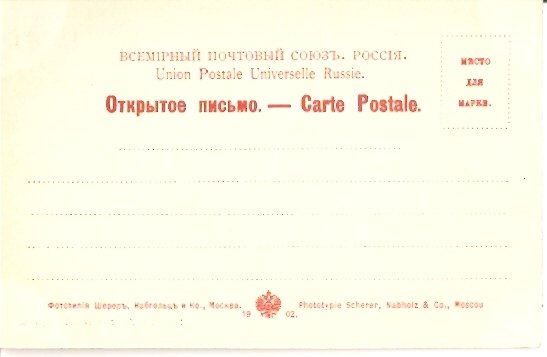 ВСЕМІРНЫЙ ПОЧТОВЫЙ СОЮЗЪ. РОССІЯ.
Union Postale Universelle Russie.
Открытое письмо. — Carte Postale.
МѢСТО
ДЛЯ
МАРКИ.
Фототипія Шереръ, Набгольцъ и Ко., Москва.
Phototypie Scherer, Nabholz & Co., Moscou
19 02.